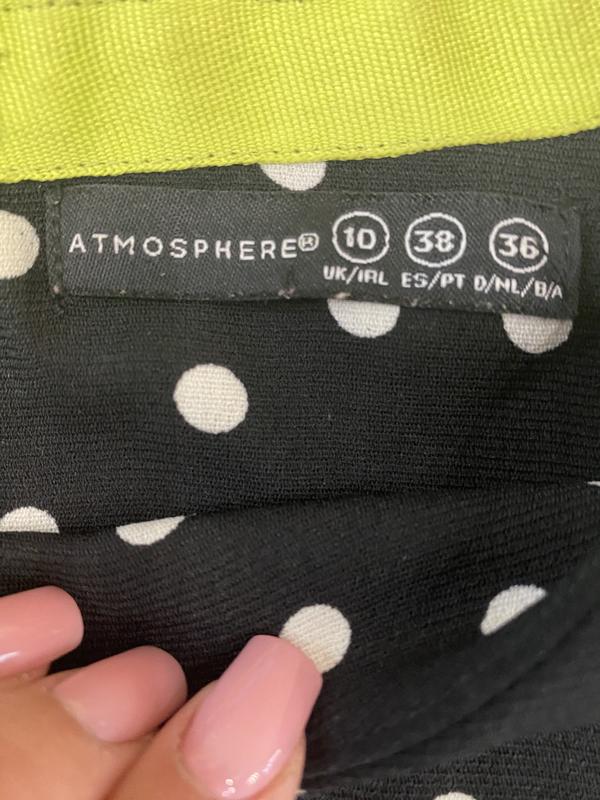 ATMOSPHERE® 10 38 36
UK/IRL ES/PT D/NL/B/A